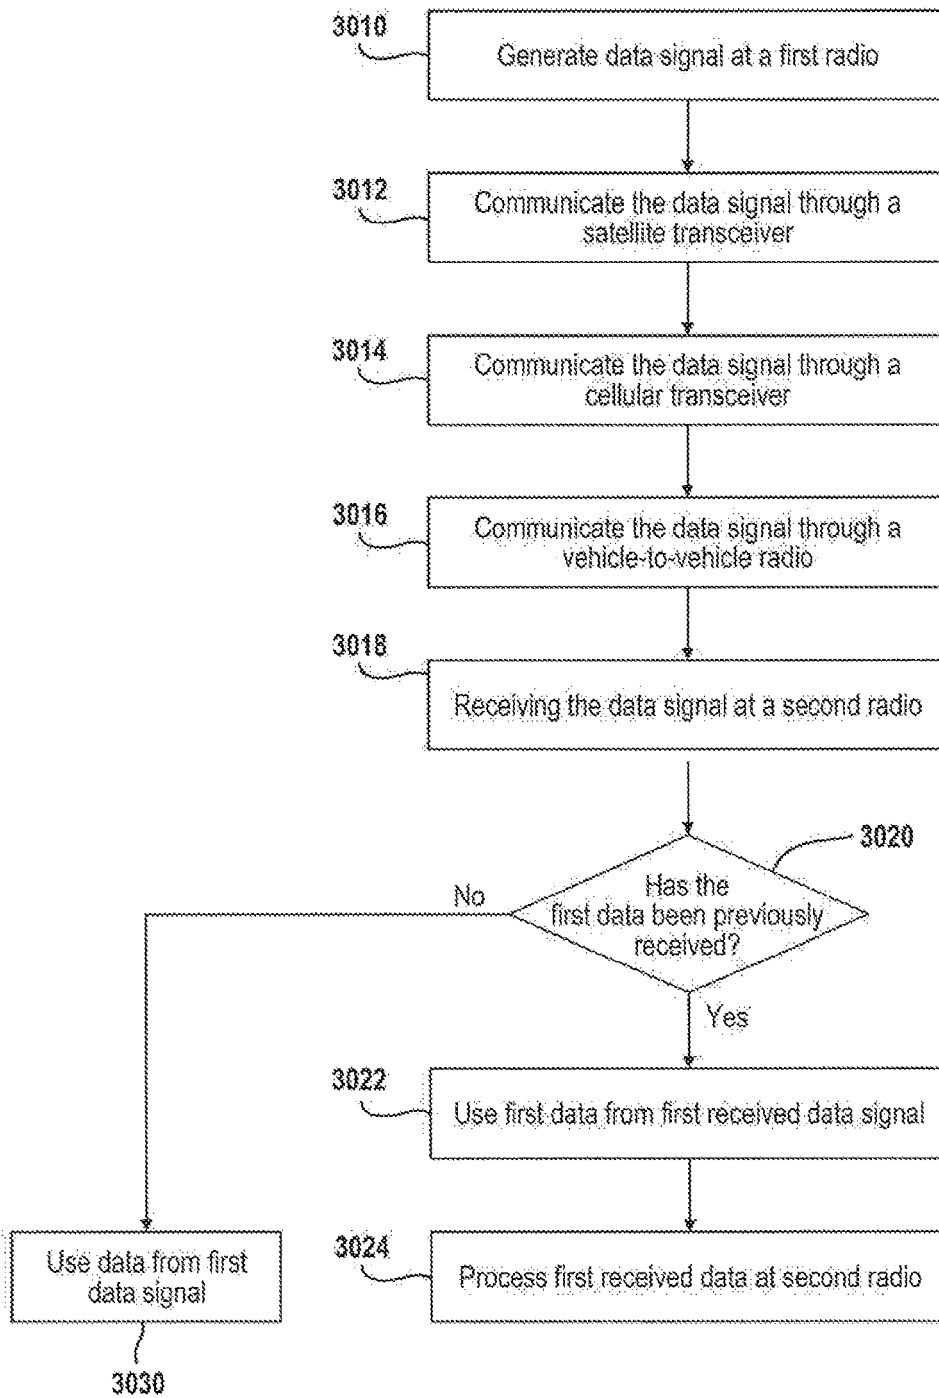 3010
Generate data signal at a first radio
3012
Communicate the data signal through a
satellite transceiver
3014
Communicate the data signal through a
cellular transceiver
3016
Communicate the data signal through a
vehicle-to-vehicle radio
3018
Receiving the data signal at a second radio
3020
No
Has the
first data been previously
received?
Yes
3022
Use first data from first received data signal
3024
Process first received data at second radio
Use data from first
data signal
3030